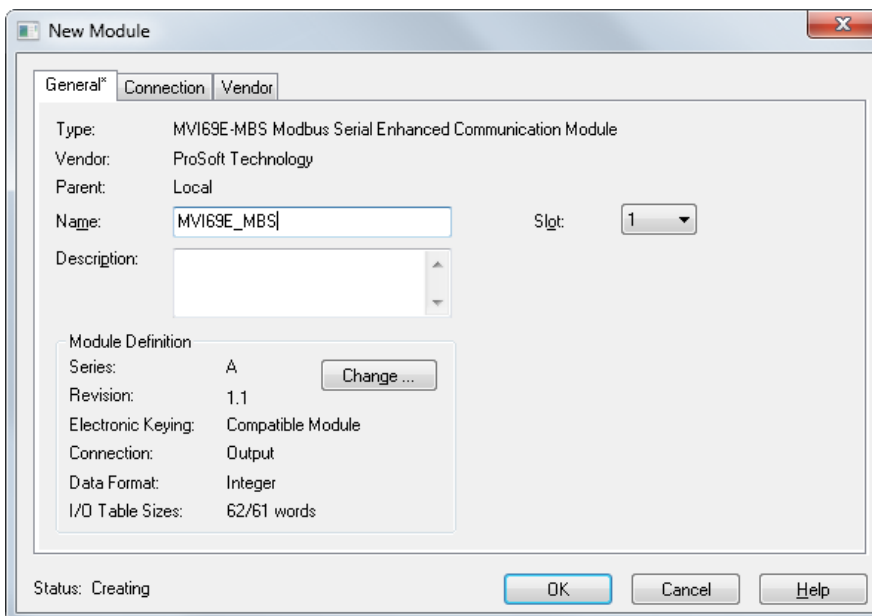 New Module
General* Connection Vendor
Type: MVI69E-MBS Modbus Serial Enhanced Communication Module
Vendor: ProSoft Technology
Parent: Local
Name: MVI69E_MBS Slot: 1
Description:
Module Definition
Series: A Change ...
Revision: 1.1
Electronic Keying: Compatible Module
Connection: Output
Data Format: Integer
I/O Table Sizes: 62/61 words
Status: Creating OK Cancel Help